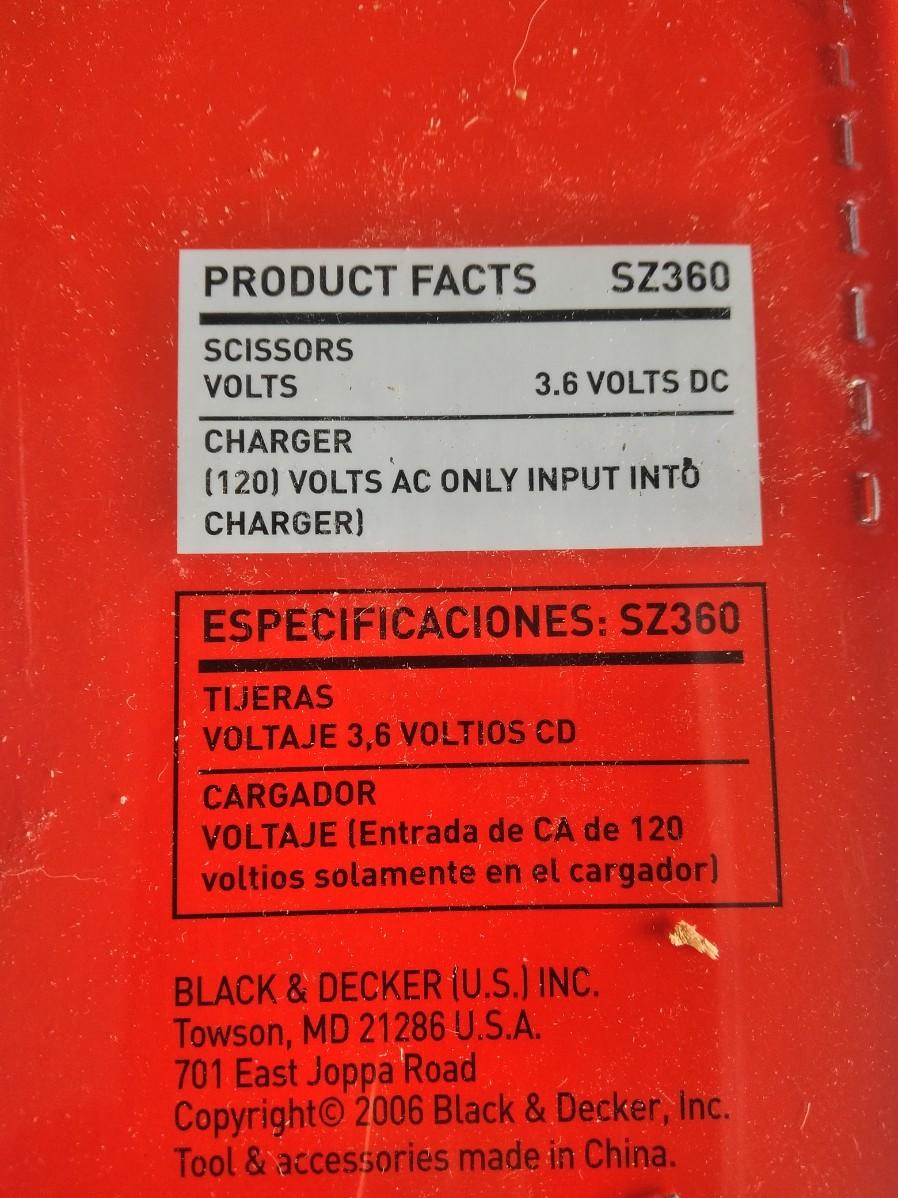 PRODUCT FACTS SZ360
SCISSORS
VOLTS 3.6 VOLTS DC
CHARGER
(120) VOLTS AC ONLY INPUT INTO
CHARGER)
ESPECIFICACIONES: SZ360
TIJERAS
VOLTAJE 3,6 VOLTIOS CD
CARGADOR
VOLTAJE (Entrada de CA de 120
voltios solamente en el cargador)
BLACK & DECKER (U.S.) INC.
Towson, MD 21286 U.S.A.
701 East Joppa Road
Copyright© 2006 Black & Decker, Inc.
Tool & accessories made in China.